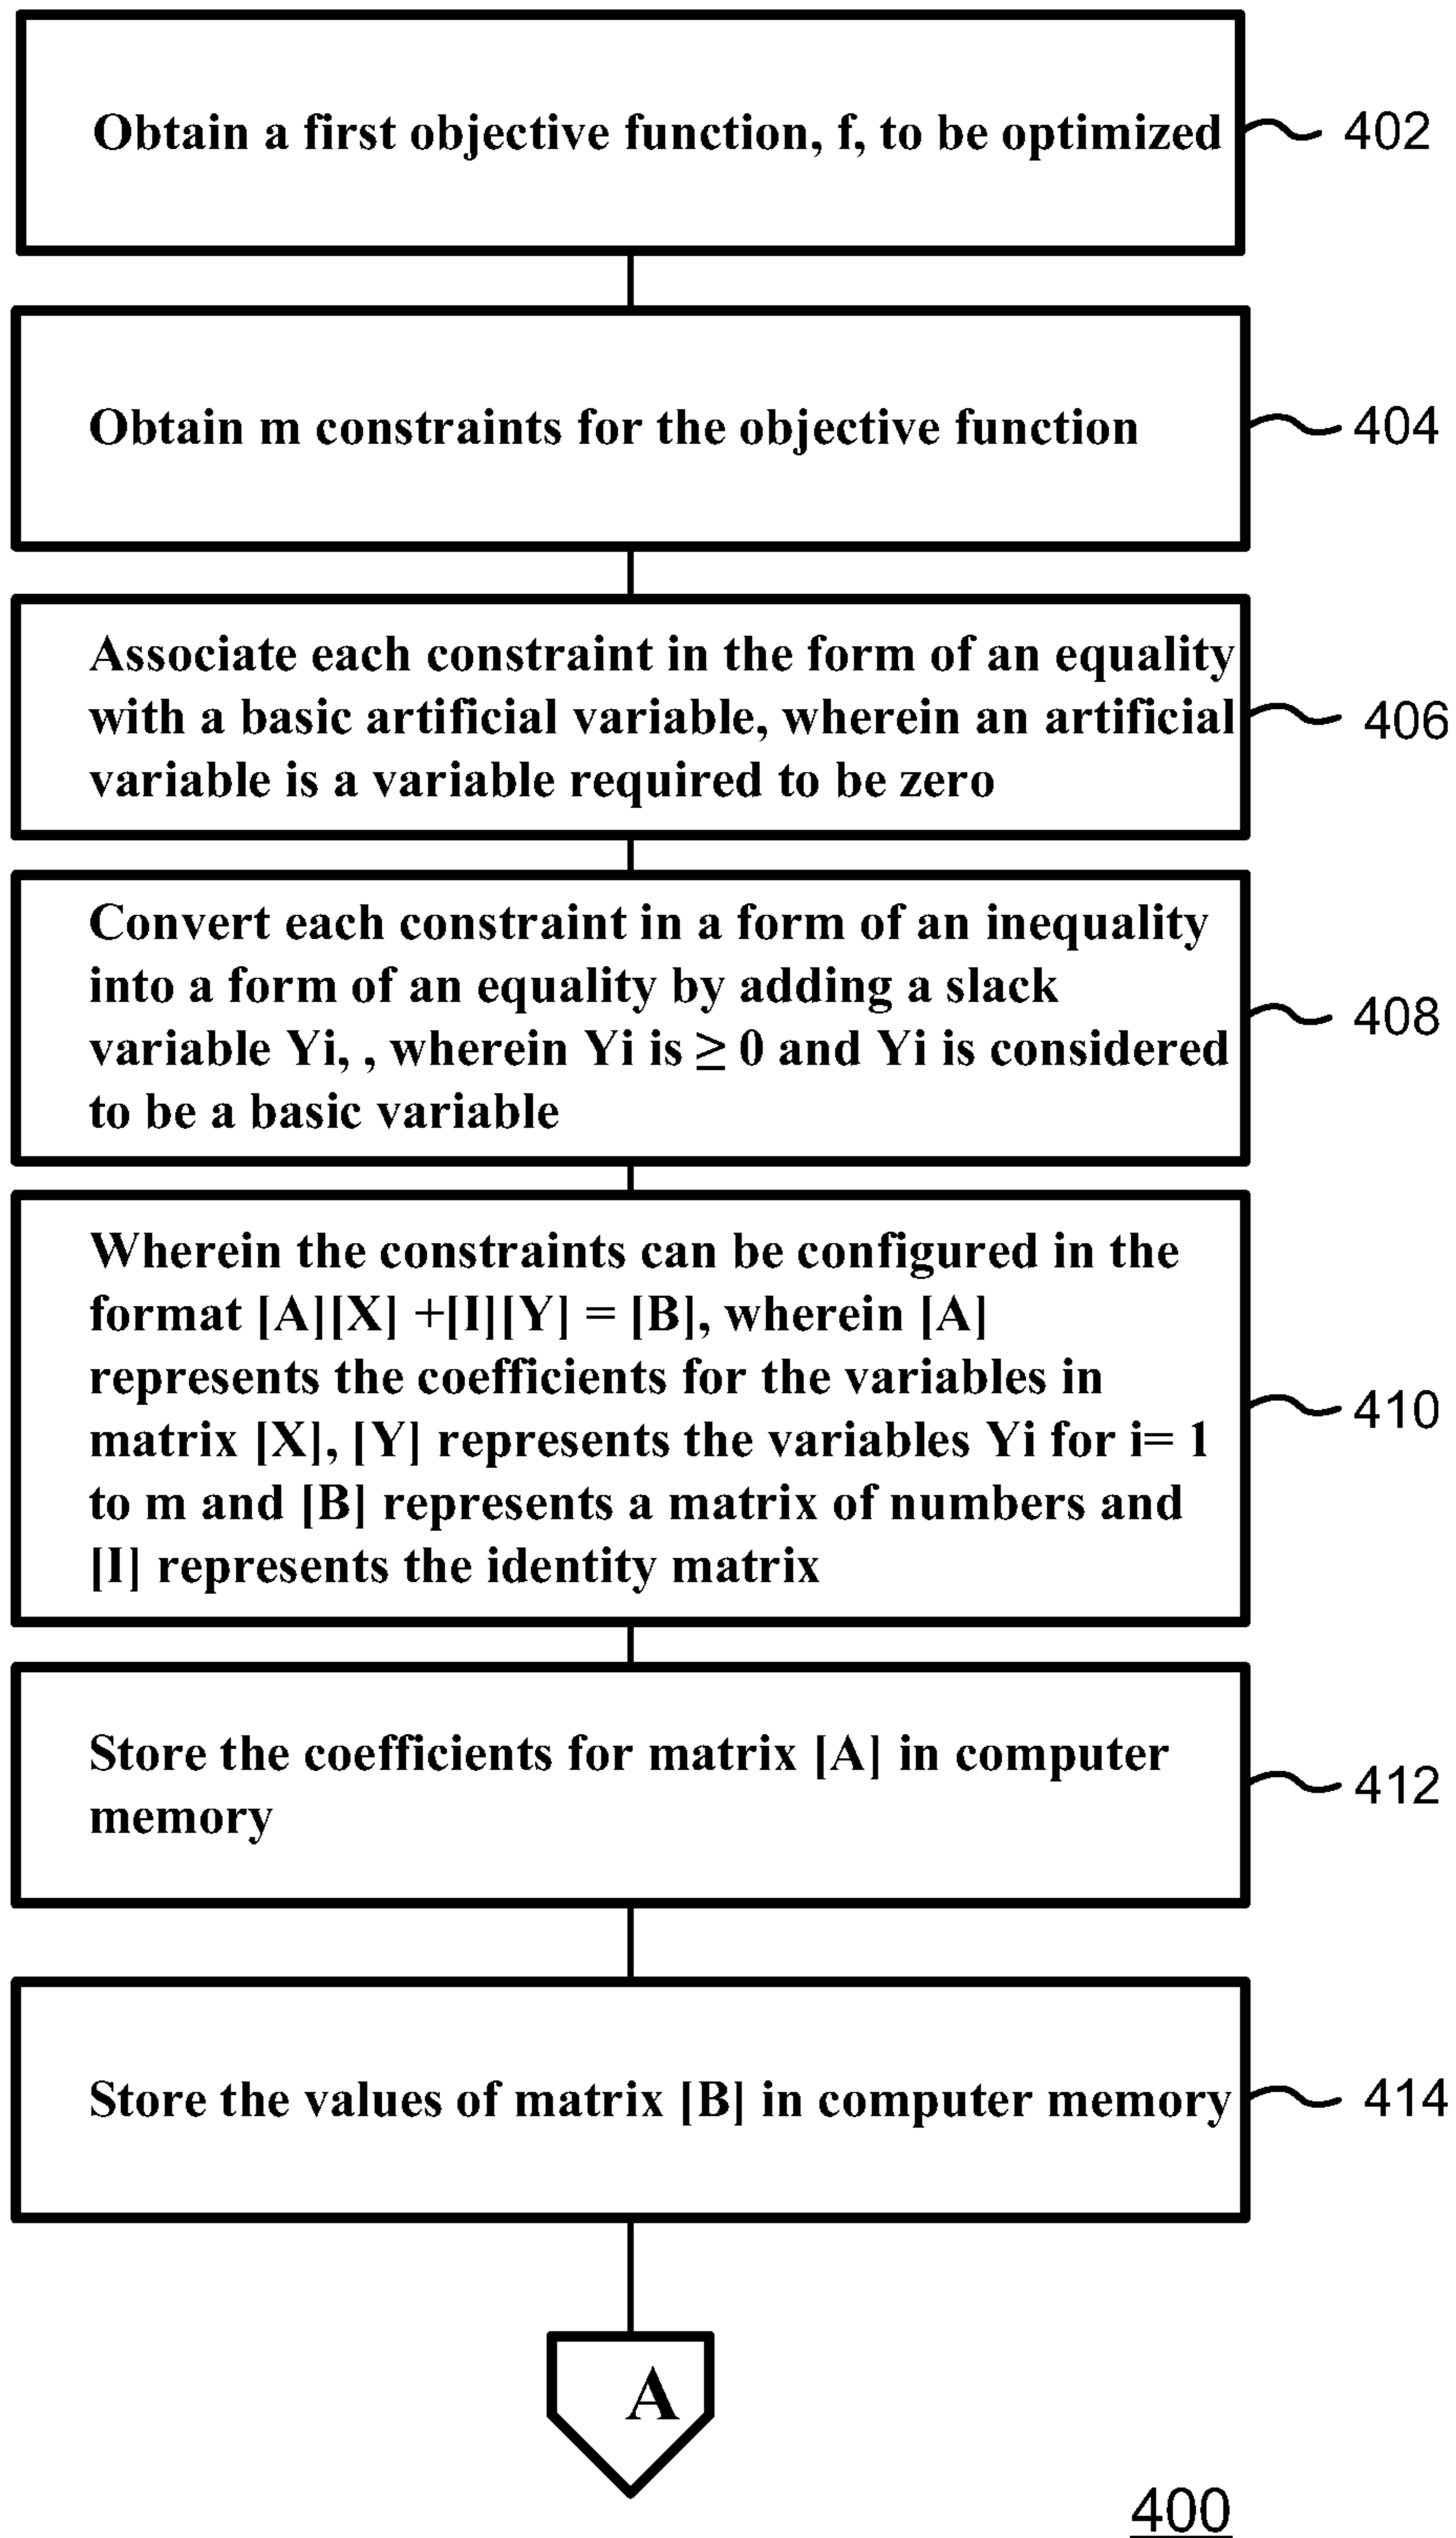 Obtain a first objective function, f, to be optimized
402
Obtain m constraints for the objective function
404
Associate each constraint in the form of an equality
with a basic artificial variable, wherein an artificial
variable is a variable required to be zero
406
Convert each constraint in a form of an inequality
into a form of an equality by adding a slack
variable Yi, , wherein Yi is ≥ 0 and Yi is considered
to be a basic variable
408
Wherein the constraints can be configured in the
format [A][X] +[I][Y] = [B], wherein [A]
represents the coefficients for the variables in
matrix [X], [Y] represents the variables Yi for i= 1
to m and [B] represents a matrix of numbers and
[I] represents the identity matrix
410
Store the coefficients for matrix [A] in computer
memory
412
Store the values of matrix [B] in computer memory
414
A
400